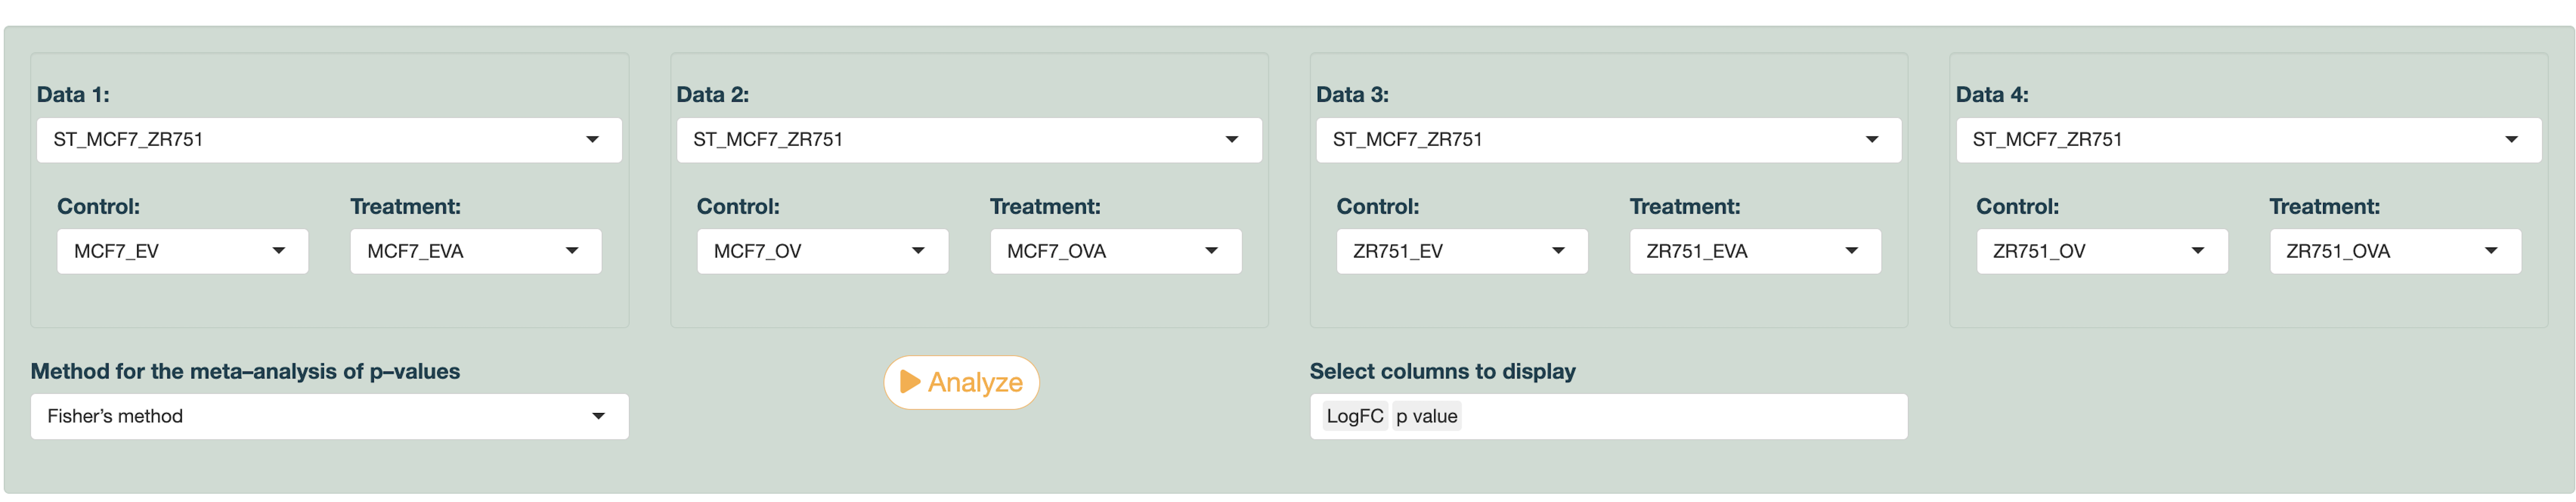 Data 1:
ST_MCF7_ZR751
Control:
Treatment:
MCF7_EV
MCF7_EVA
Data 2:
ST_MCF7_ZR751
Control:
Treatment:
MCF7_OV
MCF7_OVA
Data 3:
ST_MCF7_ZR751
Control:
Treatment:
ZR751_EV
ZR751_EVA
Data 4:
ST_MCF7_ZR751
Control:
Treatment:
ZR751_OV
ZR751_OVA
Method for the meta–analysis of p–values
Fisher’s method
Analyze
Select columns to display
LogFC p value